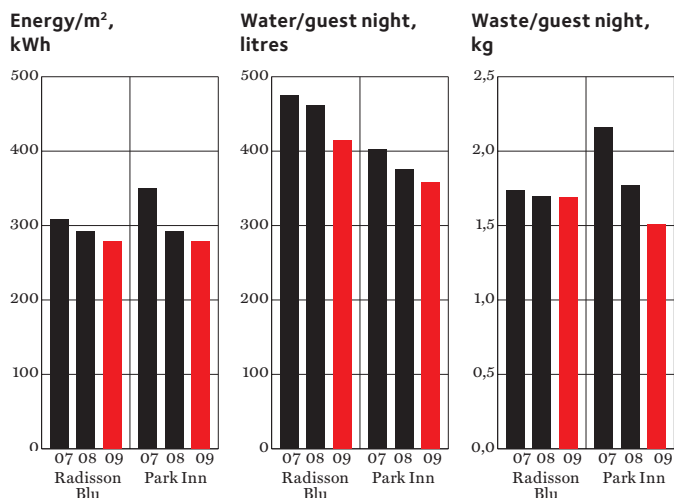 Energy/m²,
kWh
500
400
300
200
100
0
07 08 09 07 08 09
Radisson
Blu
Park Inn
Water/guest night,
litres
500
400
300
200
100
0
07 08 09 07 08 09
Radisson
Blu
Park Inn
Waste/guest night,
kg
2,5
2,0
1,5
1,0
0,5
0,0
07 08 09 07 08 09
Radisson
Blu
Park Inn